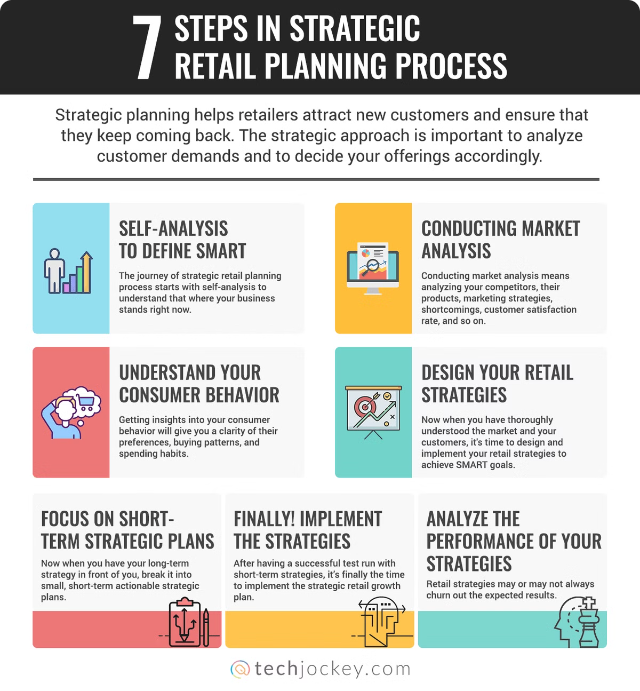 7
STEPS IN STRATEGIC
RETAIL PLANNING PROCESS
Strategic planning helps retailers attract new customers and ensure that
they keep coming back. The strategic approach is important to analyze
customer demands and to decide your offerings accordingly.
SELF-ANALYSIS
TO DEFINE SMART
The journey of strategic retail planning
process starts with self-analysis to
understand that where your business
stands right now.
CONDUCTING MARKET
ANALYSIS
Conducting market analysis means
analyzing your competitors, their
products, marketing strategies,
shortcomings, customer satisfaction
rate, and so on.
UNDERSTAND YOUR
CONSUMER BEHAVIOR
Getting insights into your consumer
behavior will give you a clarity of their
preferences, buying patterns, and
spending habits.
DESIGN YOUR RETAIL
STRATEGIES
Now when you have thoroughly
understood the market and your
customers, it's time to design and
implement your retail strategies to
achieve SMART goals.
FOCUS ON SHORT-
TERM STRATEGIC PLANS
Now when you have your long-term
strategy in front of you, break it into
small, short-term actionable strategic
plans.
FINALLY! IMPLEMENT
THE STRATEGIES
After having a successful test run with
short-term strategies, it's finally the time
to implement the strategic retail growth
plan.
ANALYZE THE
PERFORMANCE OF YOUR
STRATEGIES
Retail strategies may or may not always
churn out the expected results.
techjockey.com